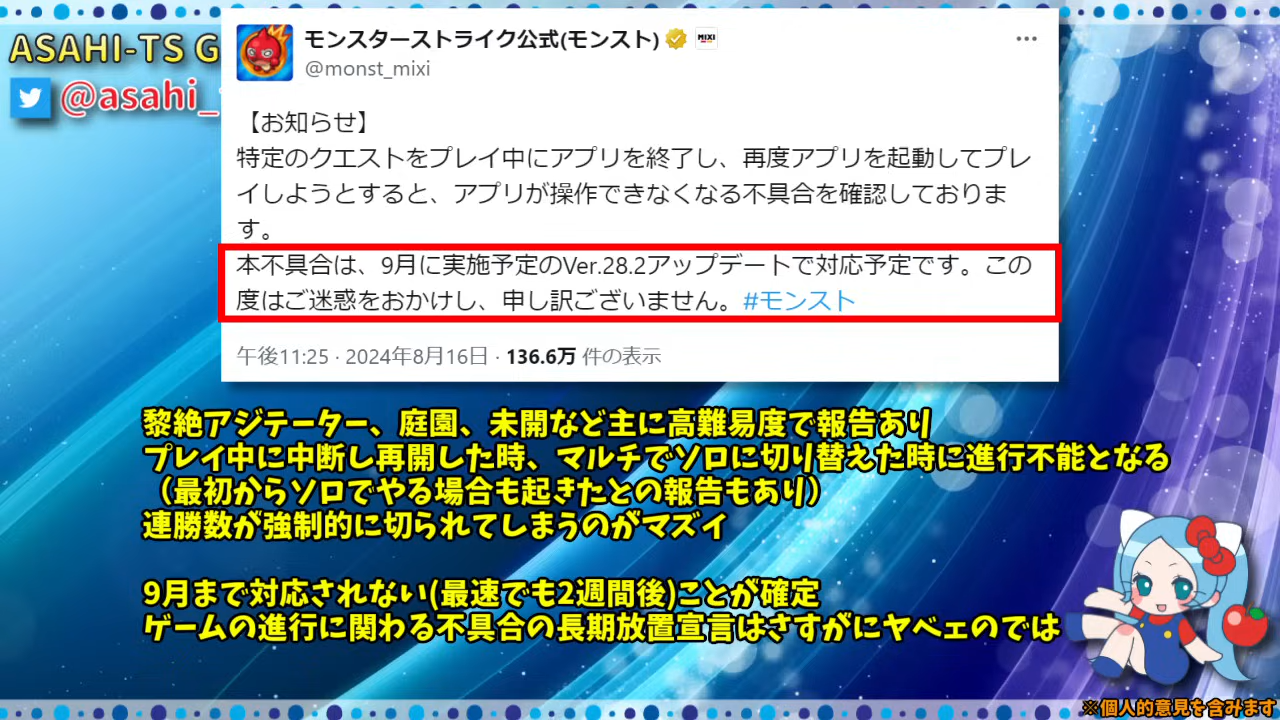 ASAHI-TS G
@asahi_
モンスターストライク公式(モンスト)
MIXI
@monst_mixi
【お知らせ】
特定のクエストをプレイ中にアプリを終了し、再度アプリを起動してプレ
イしようとすると、アプリが操作できなくなる不具合を確認しておりま
す。
本不具合は、9月に実施予定のVer.28.2アップデートで対応予定です。この
度はご迷惑をおかけし、申し訳ございません。#モンスト
午後11:25 · 2024年8月16日 · 136.6万 件の表示
黎絶アジテーター、庭園、未開など主に高難易度で報告あり
プレイ中に中断し再開した時、マルチでソロに切り替えた時に進行不能となる
（最初からソロでやる場合も起きたとの報告もあり）
連勝数が強制的に切られてしまうのがマズイ
9月まで対応されない(最速でも2週間後)ことが確定
ゲームの進行に関わる不具合の長期放置宣言はさすがにヤベェのでは
※個人的意見を含みます